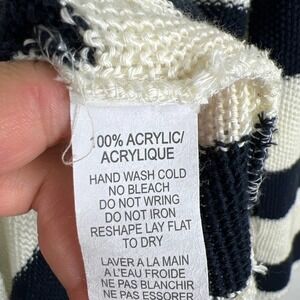 100% ACRYLIC/
ACRYLIQUE
HAND WASH COLD
NO BLEACH
DO NOT WRING
DO NOT IRON
RESHAPE LAY FLAT
TO DRY
LAVER A LA MAIN
A L'EAU FROIDE
NE PAS BLANCHIR
NE PAS ESSORER